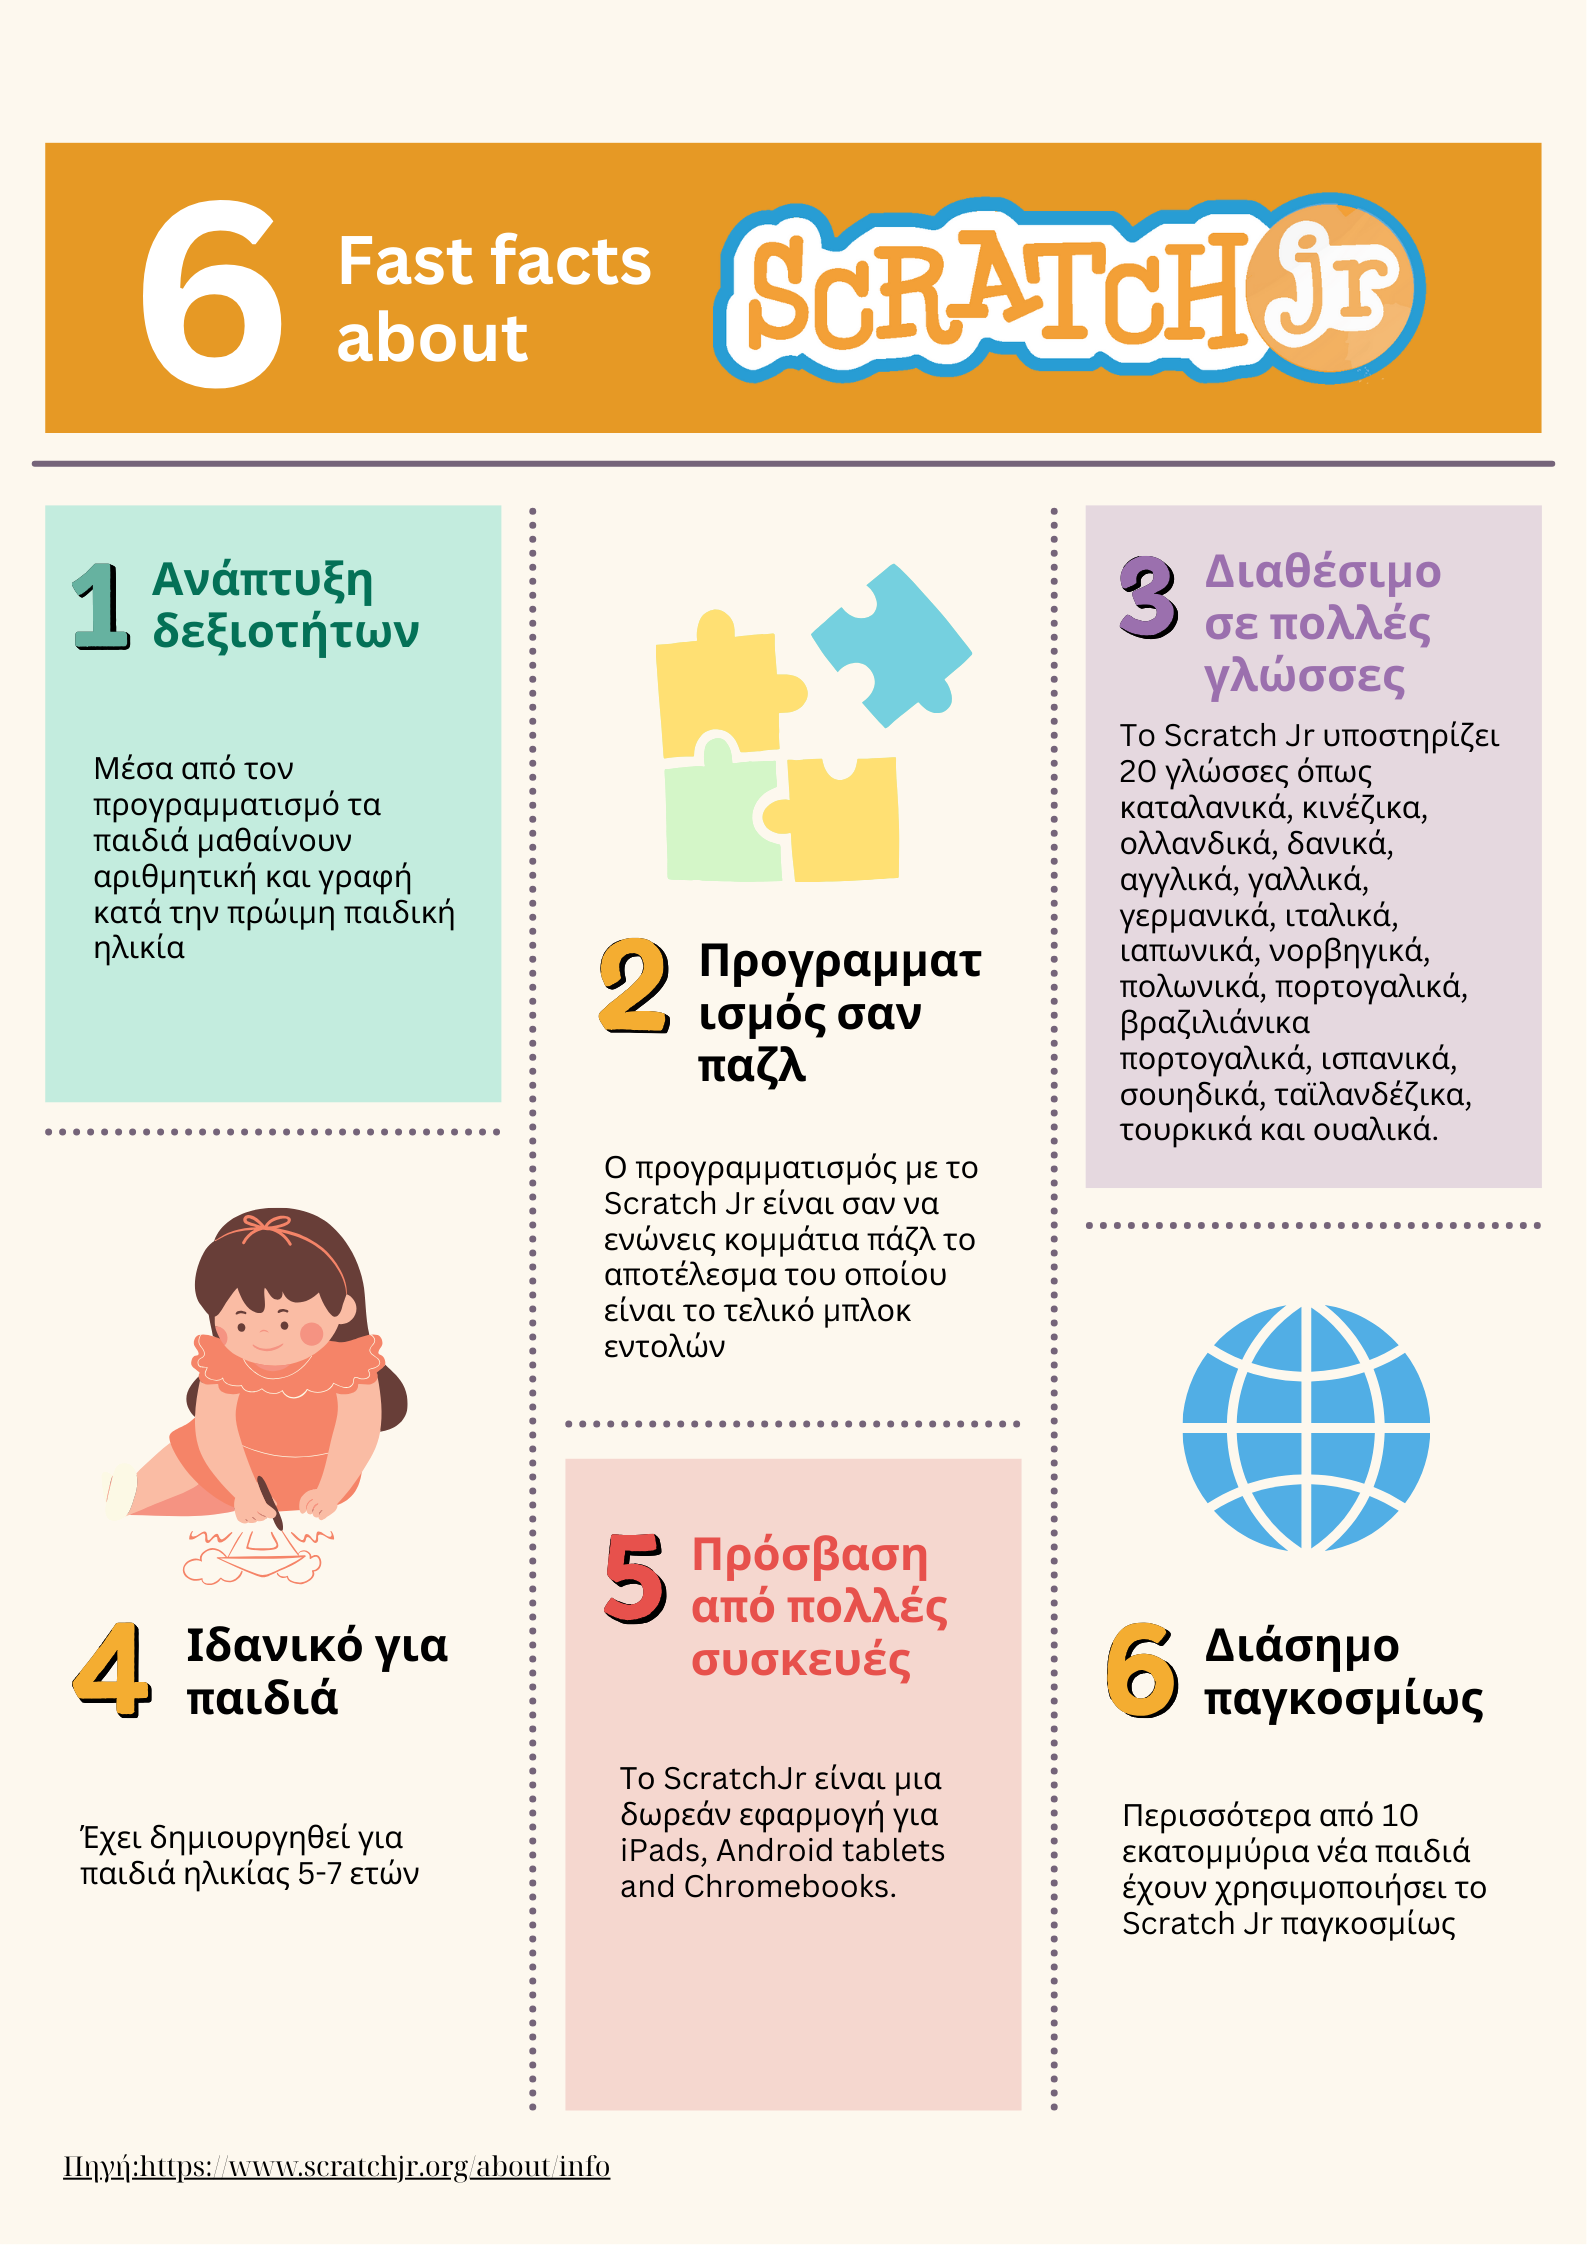 6
Fast facts
about
SCRATCH jr
1
Ανάπτυξη
δεξιοτήτων
Μέσα από τον
προγραμματισμό τα
παιδιά μαθαίνουν
αριθμητική και γραφή
κατά την πρώιμη παιδική
ηλικία
2
Προγραμματ
ισμός σαν
παζλ
Ο προγραμματισμός με το
Scratch Jr είναι σαν να
ενώνεις κομμάτια πάζλ το
αποτέλεσμα του οποίου
είναι το τελικό μπλοκ
εντολών
3
Διαθέσιμο
σε πολλές
γλώσσες
Το Scratch Jr υποστηρίζει
20 γλώσσες όπως
καταλανικά, κινέζικα,
ολλανδικά, δανικά,
αγγλικά, γαλλικά,
γερμανικά, ιταλικά,
ιαπωνικά, νορβηγικά,
πολωνικά, πορτογαλικά,
βραζιλιάνικα
πορτογαλικά, ισπανικά,
σουηδικά, ταϊλανδέζικα,
τουρκικά και ουαλικά.
4
Ιδανικό για
παιδιά
Έχει δημιουργηθεί για
παιδιά ηλικίας 5-7 ετών
5
Πρόσβαση
από πολλές
συσκευές
Το ScratchJr είναι μια
δωρεάν εφαρμογή για
iPads, Android tablets
and Chromebooks.
6
Διάσημο
παγκοσμίως
Περισσότερα από 10
εκατομμύρια νέα παιδιά
έχουν χρησιμοποιήσει το
Scratch Jr παγκοσμίως
Πηγή:https://www.scratchjr.org/about/info